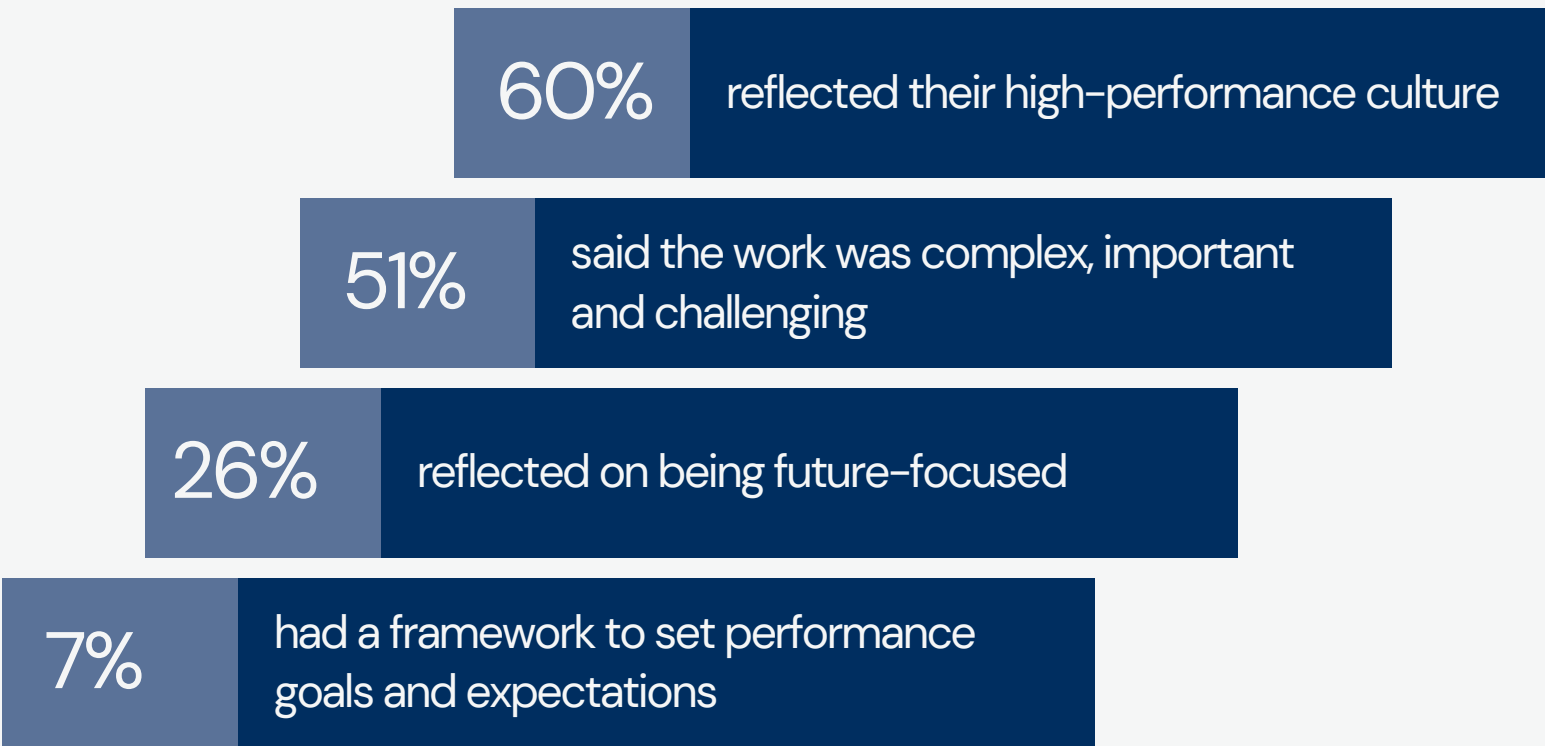 60%
reflected their high-performance culture
51%
said the work was complex, important
and challenging
26%
reflected on being future-focused
7%
had a framework to set performance
goals and expectations